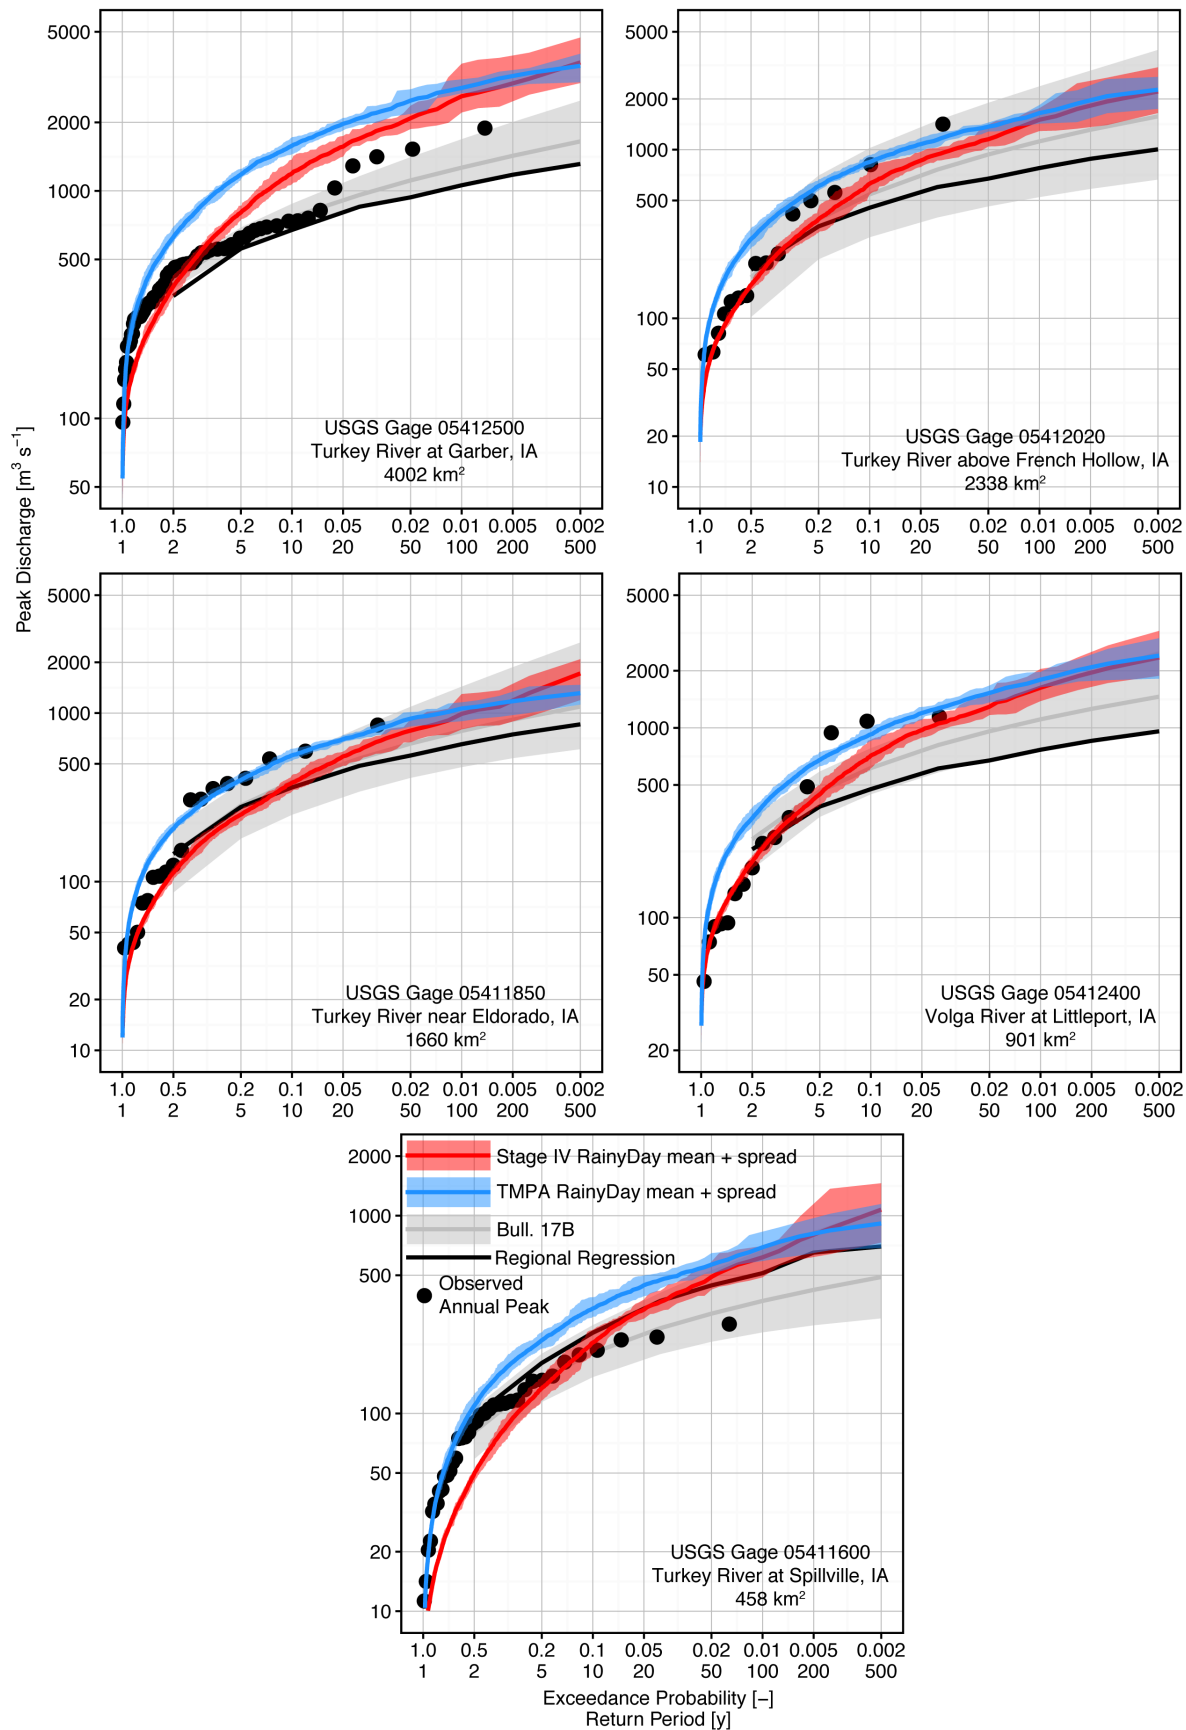 Peak Discharge [m³ s⁻¹]
5000
2000
1000
500
100
50
USGS Gage 05412500
Turkey River at Garber, IA
4002 km²
1.0 0.5 0.2 0.1 0.05 0.02 0.01 0.005 0.002
1 2 5 10 20 50 100 200 500
5000
2000
1000
500
100
50
20
10
USGS Gage 05412020
Turkey River above French Hollow, IA
2338 km²
1.0 0.5 0.2 0.1 0.05 0.02 0.01 0.005 0.002
1 2 5 10 20 50 100 200 500
5000
2000
1000
500
100
50
20
10
USGS Gage 05411850
Turkey River near Eldorado, IA
1660 km²
1.0 0.5 0.2 0.1 0.05 0.02 0.01 0.005 0.002
1 2 5 10 20 50 100 200 500
5000
2000
1000
500
100
50
20
USGS Gage 05412400
Volga River at Littleport, IA
901 km²
1.0 0.5 0.2 0.1 0.05 0.02 0.01 0.005 0.002
1 2 5 10 20 50 100 200 500
2000
1000
500
100
50
20
10
Stage IV RainyDay mean + spread
TMPA RainyDay mean + spread
Bull. 17B
Regional Regression
Observed
Annual Peak
USGS Gage 05411600
Turkey River at Spillville, IA
458 km²
1.0 0.5 0.2 0.1 0.05 0.02 0.01 0.005 0.002
1 2 5 10 20 50 100 200 500
Exceedance Probability [–]
Return Period [y]